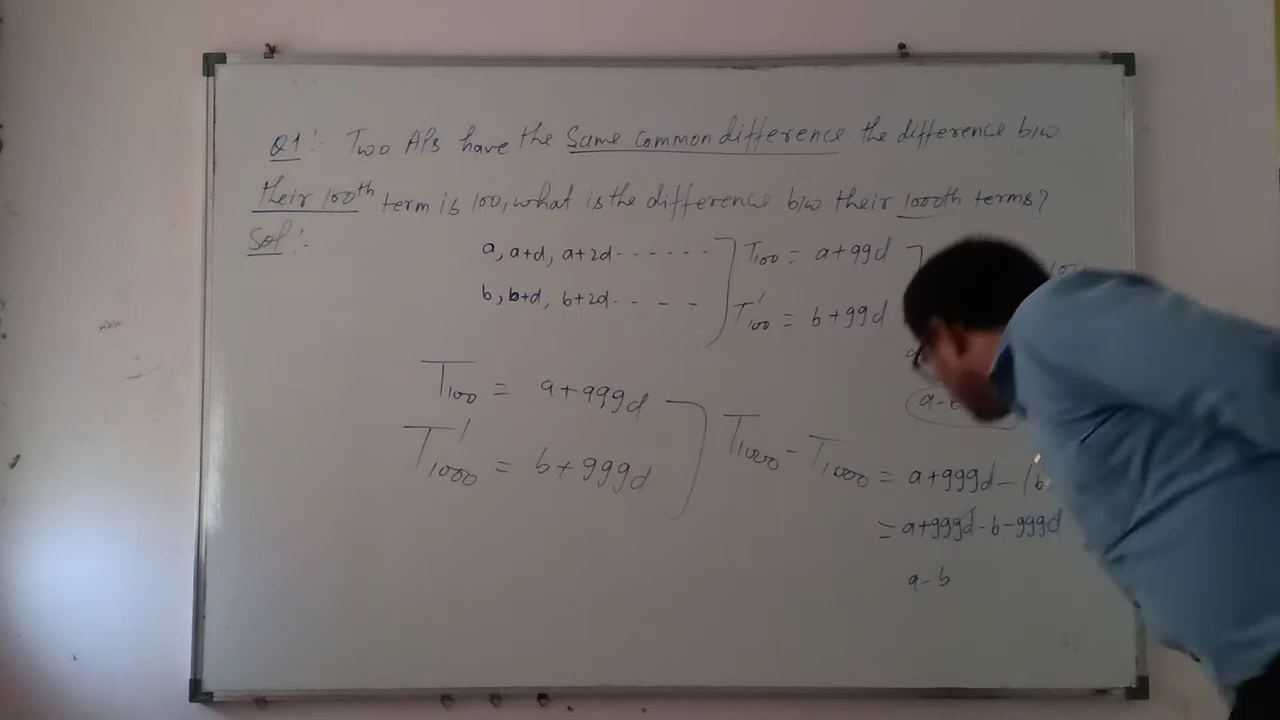 Q1: Two APs have the Same common difference the difference b/w
their 100th term is 100, what is the difference b/w their 1000th terms?
Sol:
a, a+d, a+2d ------ T100 = a+99d
b, b+d, b+2d. - - - T'100 = b+99d
T100 = a+999d
T'1000 = b+999d
T1000 - T1000 = a+999d - (b
= a+999d - b - 999d
a - b